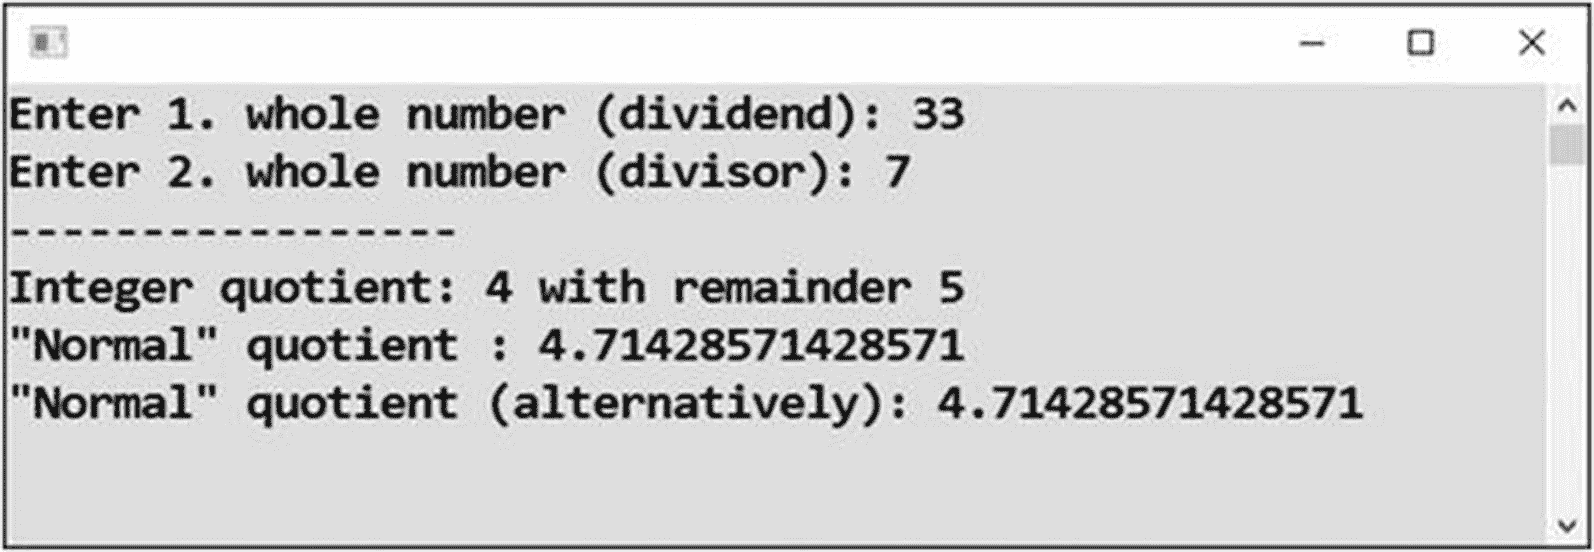 Enter 1. whole number (dividend): 33
Enter 2. whole number (divisor): 7
-----------------
Integer quotient: 4 with remainder 5
"Normal" quotient : 4.71428571428571
"Normal" quotient (alternatively): 4.71428571428571